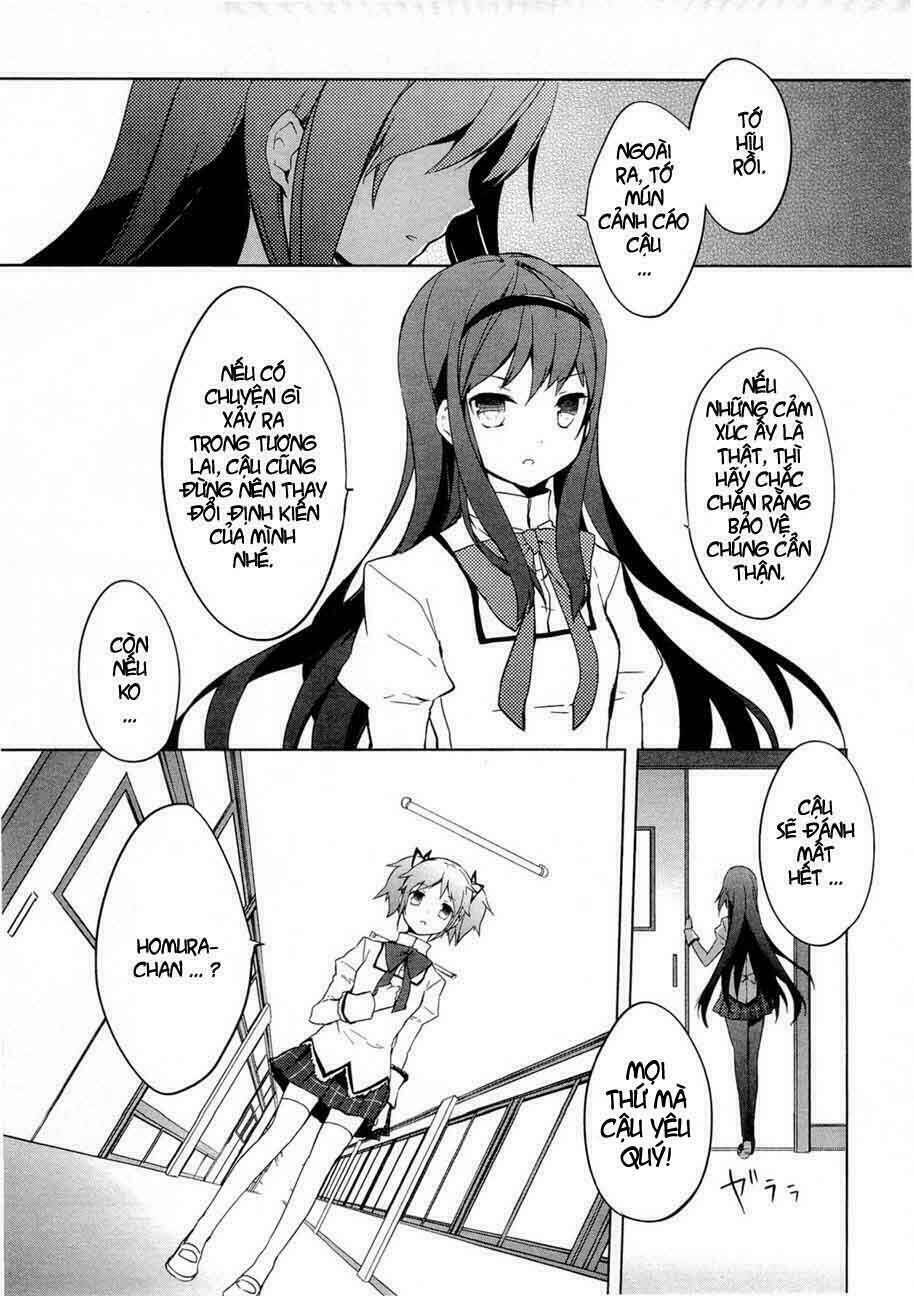 TỚ
HĨU
RỒI.
NGOÀI
RA, TỚ
MÚN
CẢNH CÁO
CẬU
...
NẾU
NHỮNG CẢM
XÚC ẤY LÀ
THẬT, THÌ
HÃY CHẮC
CHẮN RẰNG
BẢO VỆ
CHÚNG CẨN
THẬN.
NẾU CÓ
CHUYỆN GÌ
XẢY RA
TRONG TƯƠNG
LAI, CẬU CŨNG
ĐỪNG NÊN THAY
ĐỔI ĐỊNH KIẾN
CỦA MÌNH
NHÉ.
CÒN
NẾU
KO
...
CẬU
SẼ ĐÁNH
MẤT
HẾT ...
MỌI
THỨ MÀ
CẬU YÊU
QUÝ!
ガララ
HOMURA-
CHAN ... ?